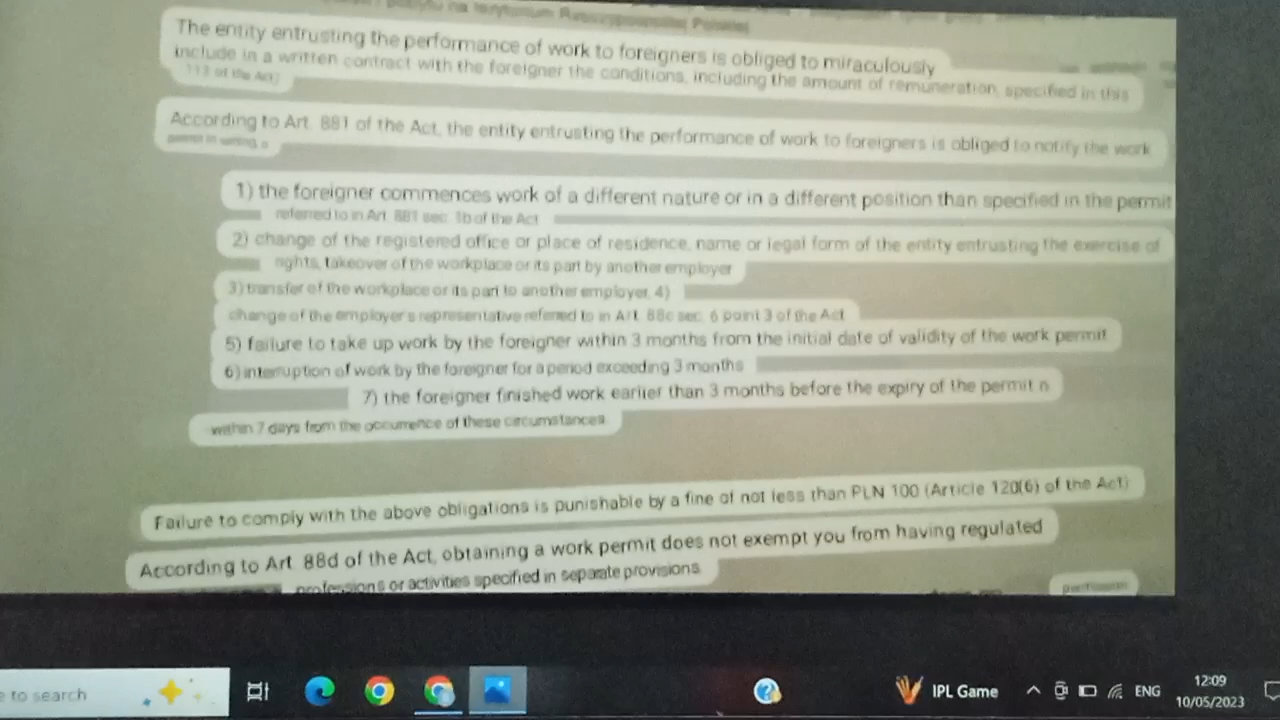 na terytorium Rzeczypospolitej Polskiej
The entity entrusting the performance of work to foreigners is obliged to miraculously
include in a written contract with the foreigner the conditions, including the amount of remuneration, specified in this
113 of the Act)
According to Art. 881 of the Act, the entity entrusting the performance of work to foreigners is obliged to notify the work
1) the foreigner commences work of a different nature or in a different position than specified in the permit
referred to in Art. 881 sec. 1b of the Act
2) change of the registered office or place of residence, name or legal form of the entity entrusting the exercise of
rights, takeover of the workplace or its part by another employer
3) transfer of the workplace or its part to another employer, 4)
change of the employer's representative referred to in Art. 88c sec. 6 point 3 of the Act
5) failure to take up work by the foreigner within 3 months from the initial date of validity of the work permit
6) interruption of work by the foreigner for a period exceeding 3 months
7) the foreigner finished work earlier than 3 months before the expiry of the permit n
within 7 days from the occurrence of these circumstances
Failure to comply with the above obligations is punishable by a fine of not less than PLN 100 (Article 120(6) of the Act)
According to Art. 88d of the Act, obtaining a work permit does not exempt you from having regulated
professions or activities specified in separate provisions
e to search
IPL Game
ENG
12:09
10/05/2023